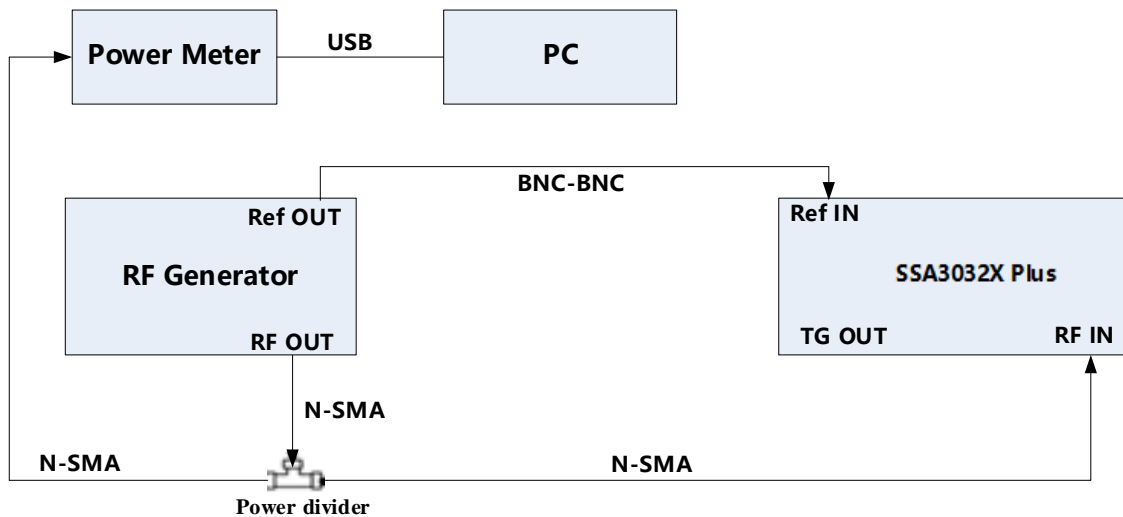 Power Meter
USB
PC
BNC-BNC
Ref OUT
Ref IN
RF Generator
SSA3032X Plus
RF OUT
TG OUT
RF IN
N-SMA
N-SMA
N-SMA
Power divider